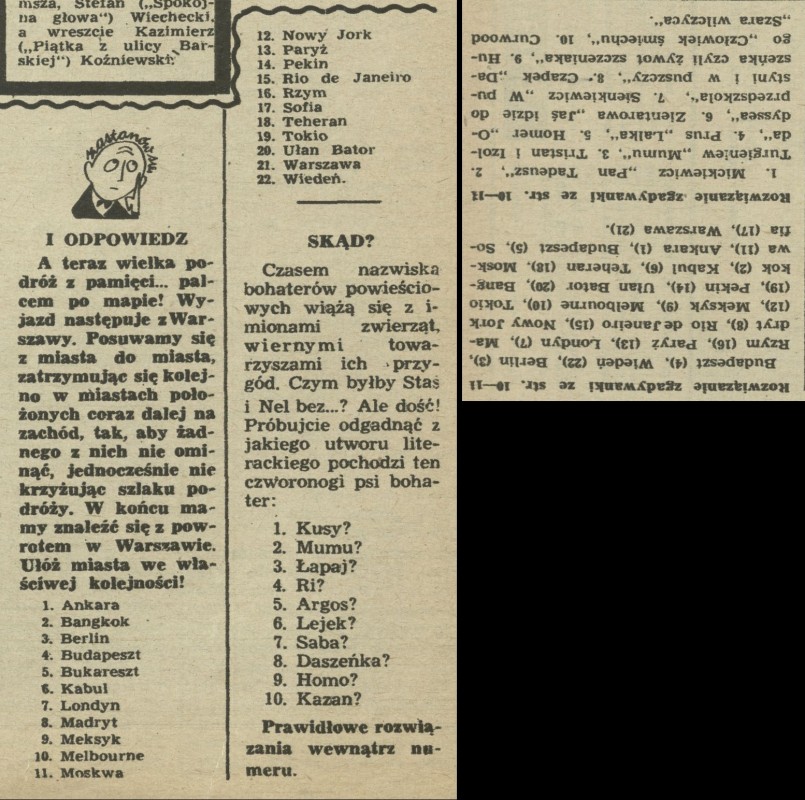 msza, Stefan („Spokoj-
na głowa") Wiechecki,
a wreszcie Kazimierz
(„Piątka z ulicy Bar-
skiej") Koźniewski.
zastanów się
I ODPOWIEDZ
A teraz wielka po-
dróż z pamięci... pal-
cem po mapie! Wy-
jazd następuje z War-
szawy. Posuwamy się
z miasta do miasta,
zatrzymując się kolej-
no w miastach poło-
żonych coraz dalej na
zachód, tak, aby żad-
nego z nich nie omi-
nąć, jednocześnie nie
krzyżując szlaku po-
dróży. W końcu ma-
my znaleźć się z pow-
rotem w Warszawie.
Ułóż miasta we wła-
ściwej kolejności!
1. Ankara
2. Bangkok
3. Berlin
4. Budapeszt
5. Bukareszt
6. Kabul
7. Londyn
8. Madryt
9. Meksyk
10. Melbourne
11. Moskwa
12. Nowy Jork
13. Paryż
14. Pekin
15. Rio de Janeiro
16. Rzym
17. Sofia
18. Teheran
19. Tokio
20. Ułan Bator
21. Warszawa
22. Wiedeń.
SKĄD?
Czasem nazwiska
bohaterów powieścio-
wych wiążą się z i-
mionami zwierząt,
wiernymi towa-
rzyszami ich przy-
gód. Czym byłby Staś
i Nel bez...? Ale dość!
Próbujcie odgadnąć z
jakiego utworu lite-
rackiego pochodzi ten
czworonogi psi boha-
ter:
1. Kusy?
2. Mumu?
3. Łapaj?
4. Ri?
5. Argos?
6. Lejek?
7. Saba?
8. Daszeńka?
9. Homo?
10. Kazan?
Prawidłowe rozwią-
zania wewnątrz nu-
meru.
Rozwiązanie zgadywanki ze str. 10—11
Budapeszt (4), Wiedeń (22), Berlin (3),
Rzym (16), Paryż (13), Londyn (7), Ma-
dryt (8), Rio de Janeiro (15), Nowy Jork
(12), Meksyk (9), Melbourne (10), Tokio
(19), Pekin (14), Ułan Bator (20), Bang-
kok (2), Kabul (6), Teheran (18), Mosk-
wa (11), Ankara (1), Budapeszt (5), So-
fia (17), Warszawa (21).
Rozwiązanie zgadywanki ze str. 10—11
1. Mickiewicz „Pan Tadeusz", 2.
Turgieniew „Mumu", 3. Tristan i Izol-
da", 4. Prus „Lalka", 5. Homer „O-
dyssea", 6. Zientarowa „Jaś idzie do
przedszkola", 7. Sienkiewicz „W pu-
styni i w puszczy", 8. Czapek „Da-
szeńka czyli żywot szczeniaka", 9. Hu-
go „Człowiek śmiechu", 10. Curwood
„Szara wilczyca".